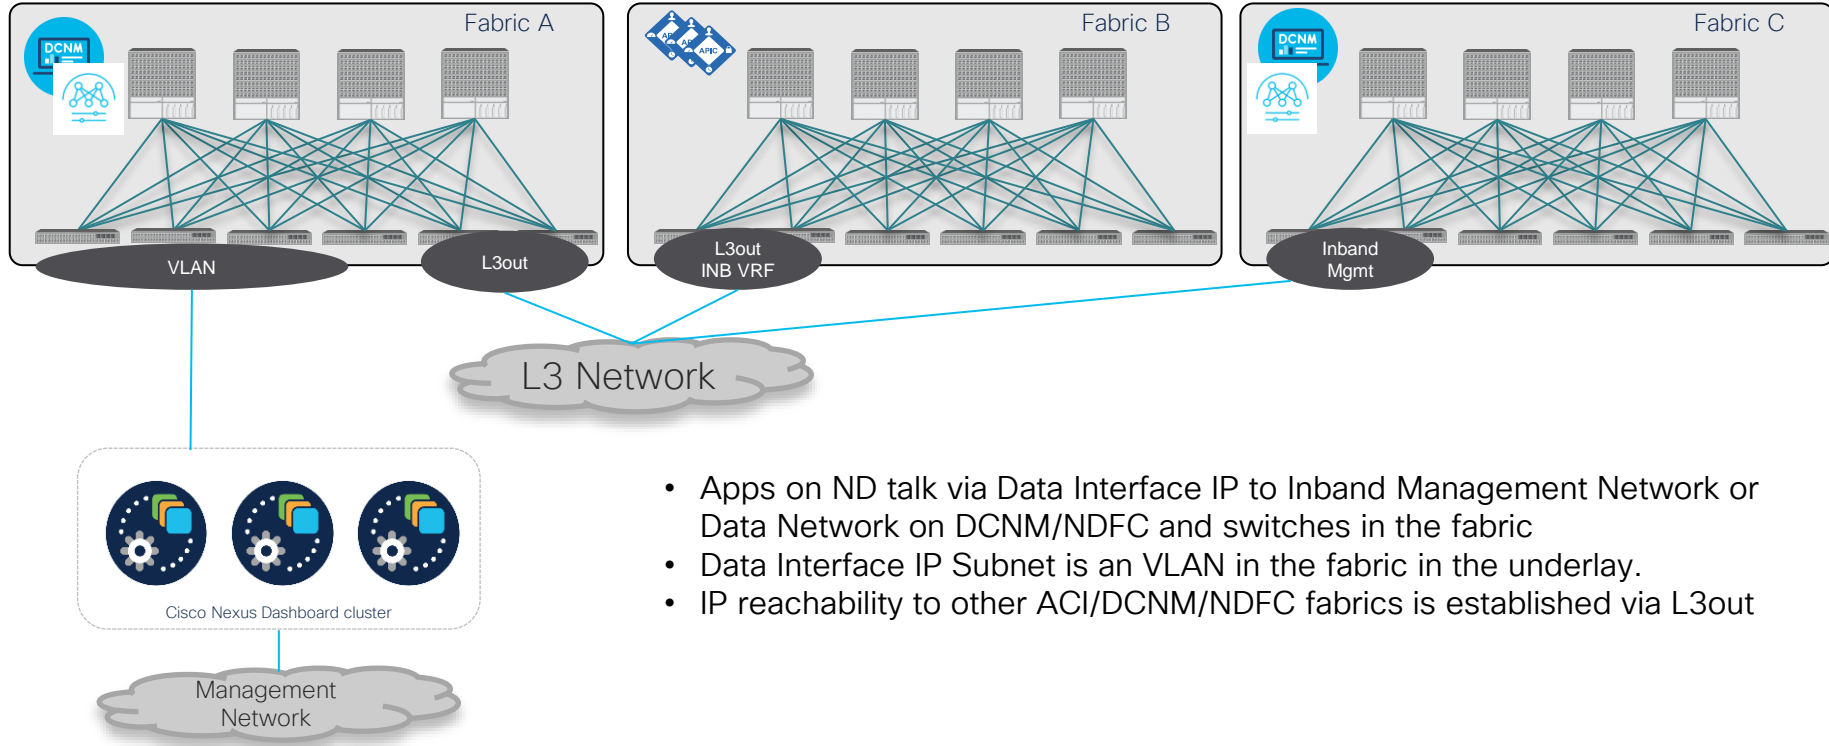 Fabric A
Fabric B
Fabric C
DCNM
APIC
DCNM
VLAN
L3out
L3out
INB VRF
Inband
Mgmt
L3 Network
• Apps on ND talk via Data Interface IP to Inband Management Network or
Data Network on DCNM/NDFC and switches in the fabric
• Data Interface IP Subnet is an VLAN in the fabric in the underlay.
• IP reachability to other ACI/DCNM/NDFC fabrics is established via L3out
Cisco Nexus Dashboard cluster
Management
Network